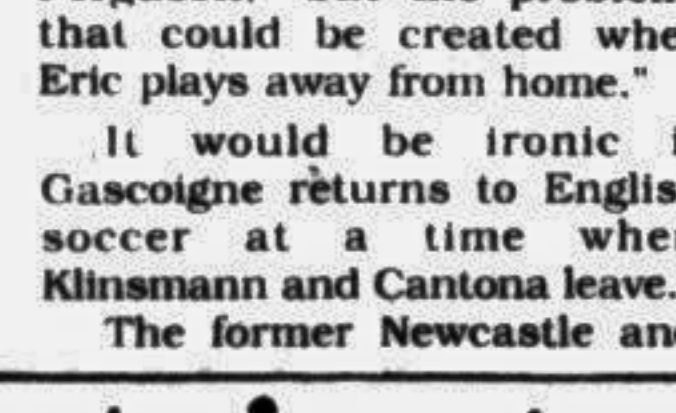 that could be created whe
Eric plays away from home."
It would be ironic i
Gascoigne returns to Englis
soccer at a time whe
Klinsmann and Cantona leave.
The former Newcastle an